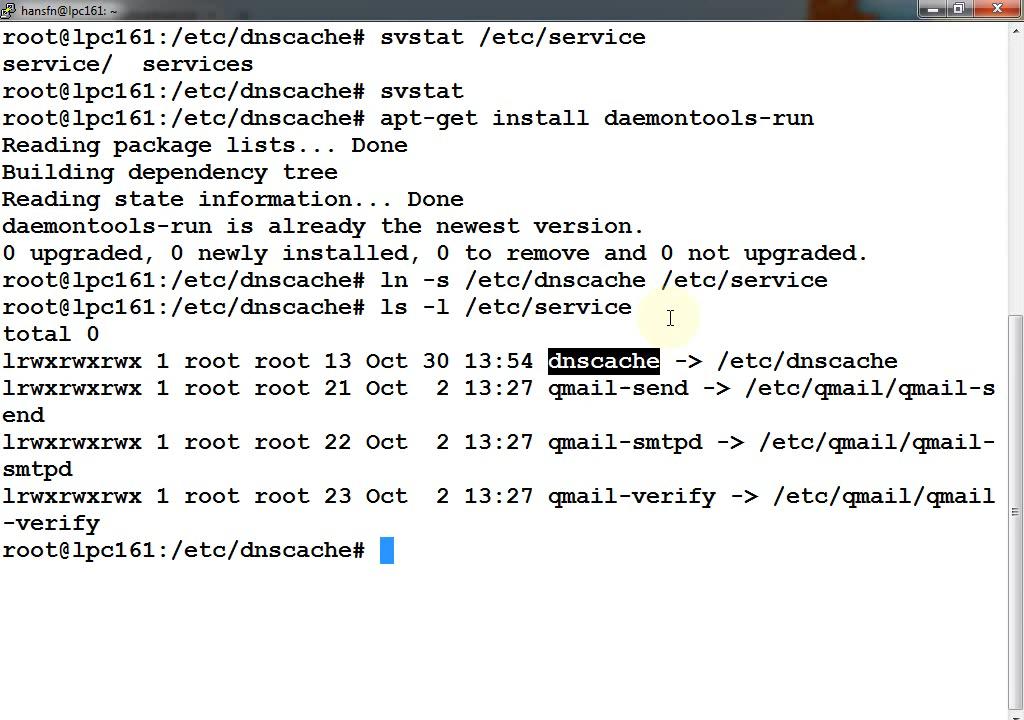 hansfn@lpc161: ~
root@lpc161:/etc/dnscache# svstat /etc/service
service/  services
root@lpc161:/etc/dnscache# svstat
root@lpc161:/etc/dnscache# apt-get install daemontools-run
Reading package lists... Done
Building dependency tree
Reading state information... Done
daemontools-run is already the newest version.
0 upgraded, 0 newly installed, 0 to remove and 0 not upgraded.
root@lpc161:/etc/dnscache# ln -s /etc/dnscache /etc/service
root@lpc161:/etc/dnscache# ls -l /etc/service
total 0
lrwxrwxrwx 1 root root 13 Oct 30 13:54 dnscache -> /etc/dnscache
lrwxrwxrwx 1 root root 21 Oct  2 13:27 qmail-send -> /etc/qmail/qmail-s
end
lrwxrwxrwx 1 root root 22 Oct  2 13:27 qmail-smtpd -> /etc/qmail/qmail-
smtpd
lrwxrwxrwx 1 root root 23 Oct  2 13:27 qmail-verify -> /etc/qmail/qmail
-verify
root@lpc161:/etc/dnscache#